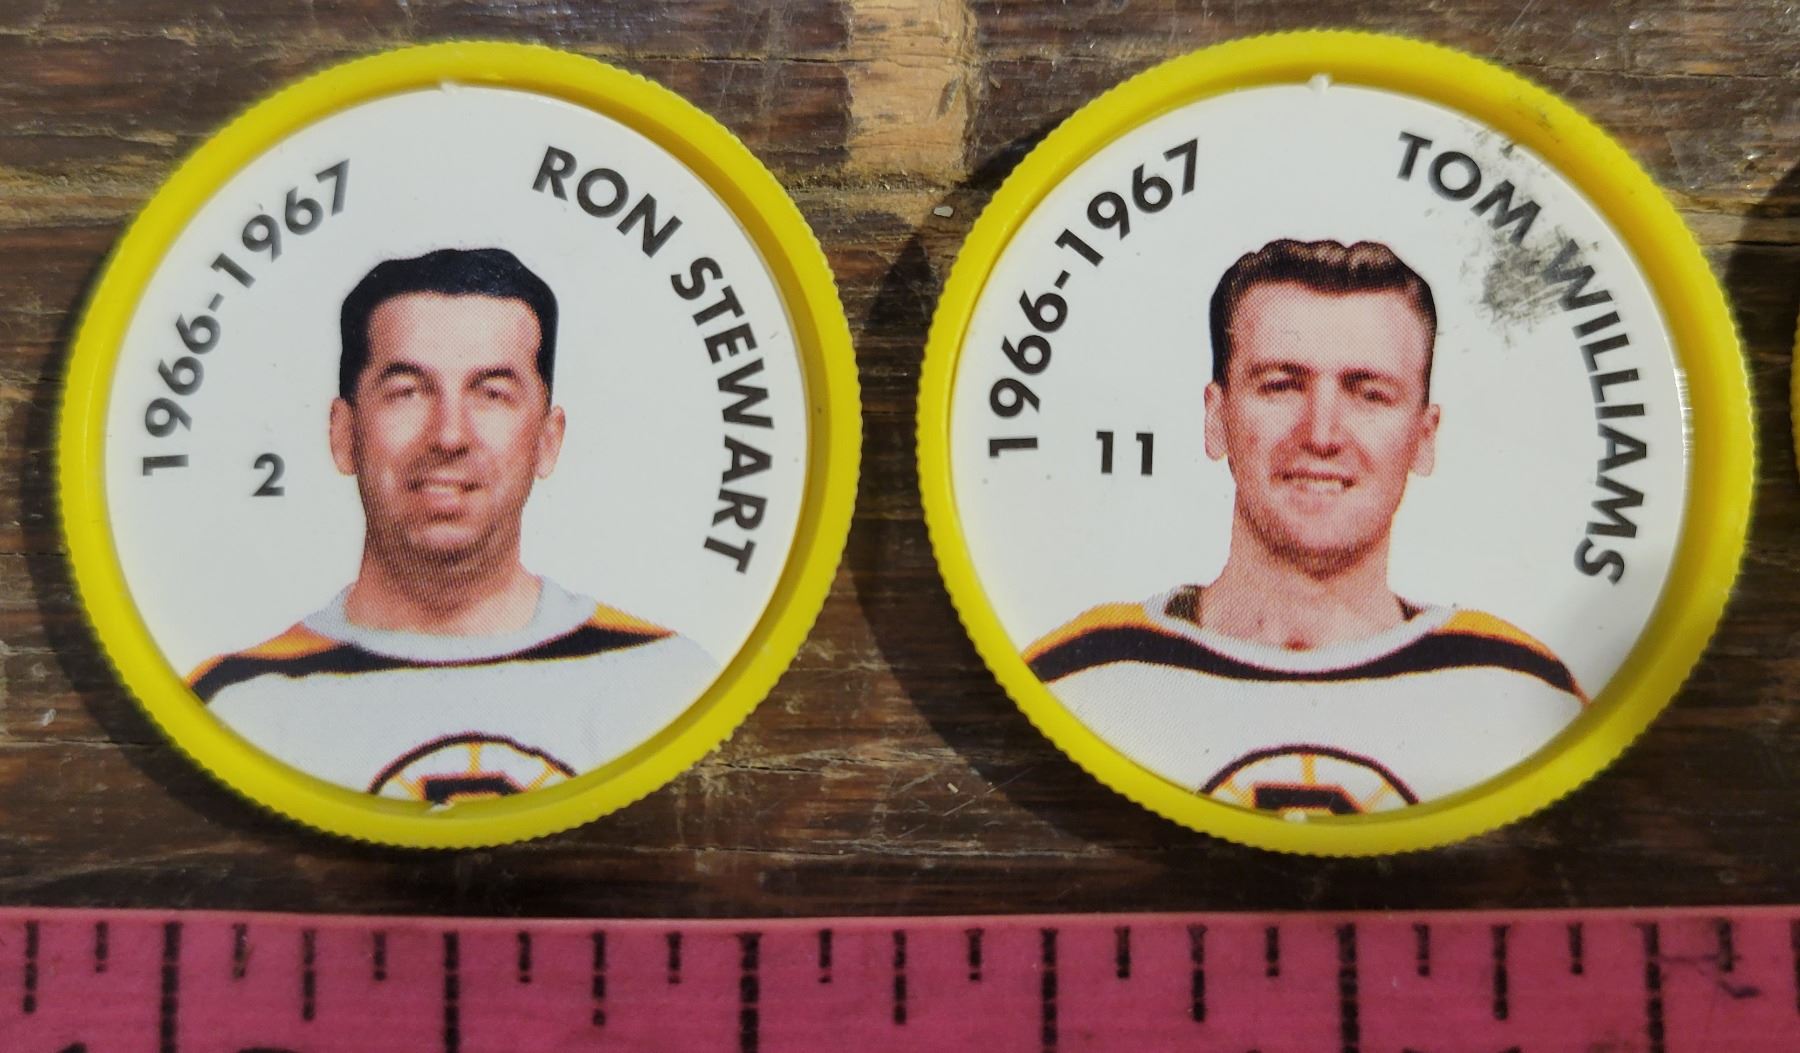 1966-1967
RON STEWART
2
1966-1967
TOM WILLIAMS
11